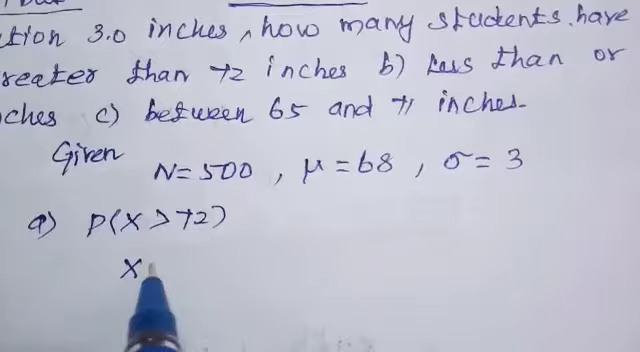 tion 3.0 inches, how many students have
reater than 72 inches b) Less than or
ches c) between 65 and 71 inches.
Given N=500, μ=68, σ=3
a) P(X>72)
X